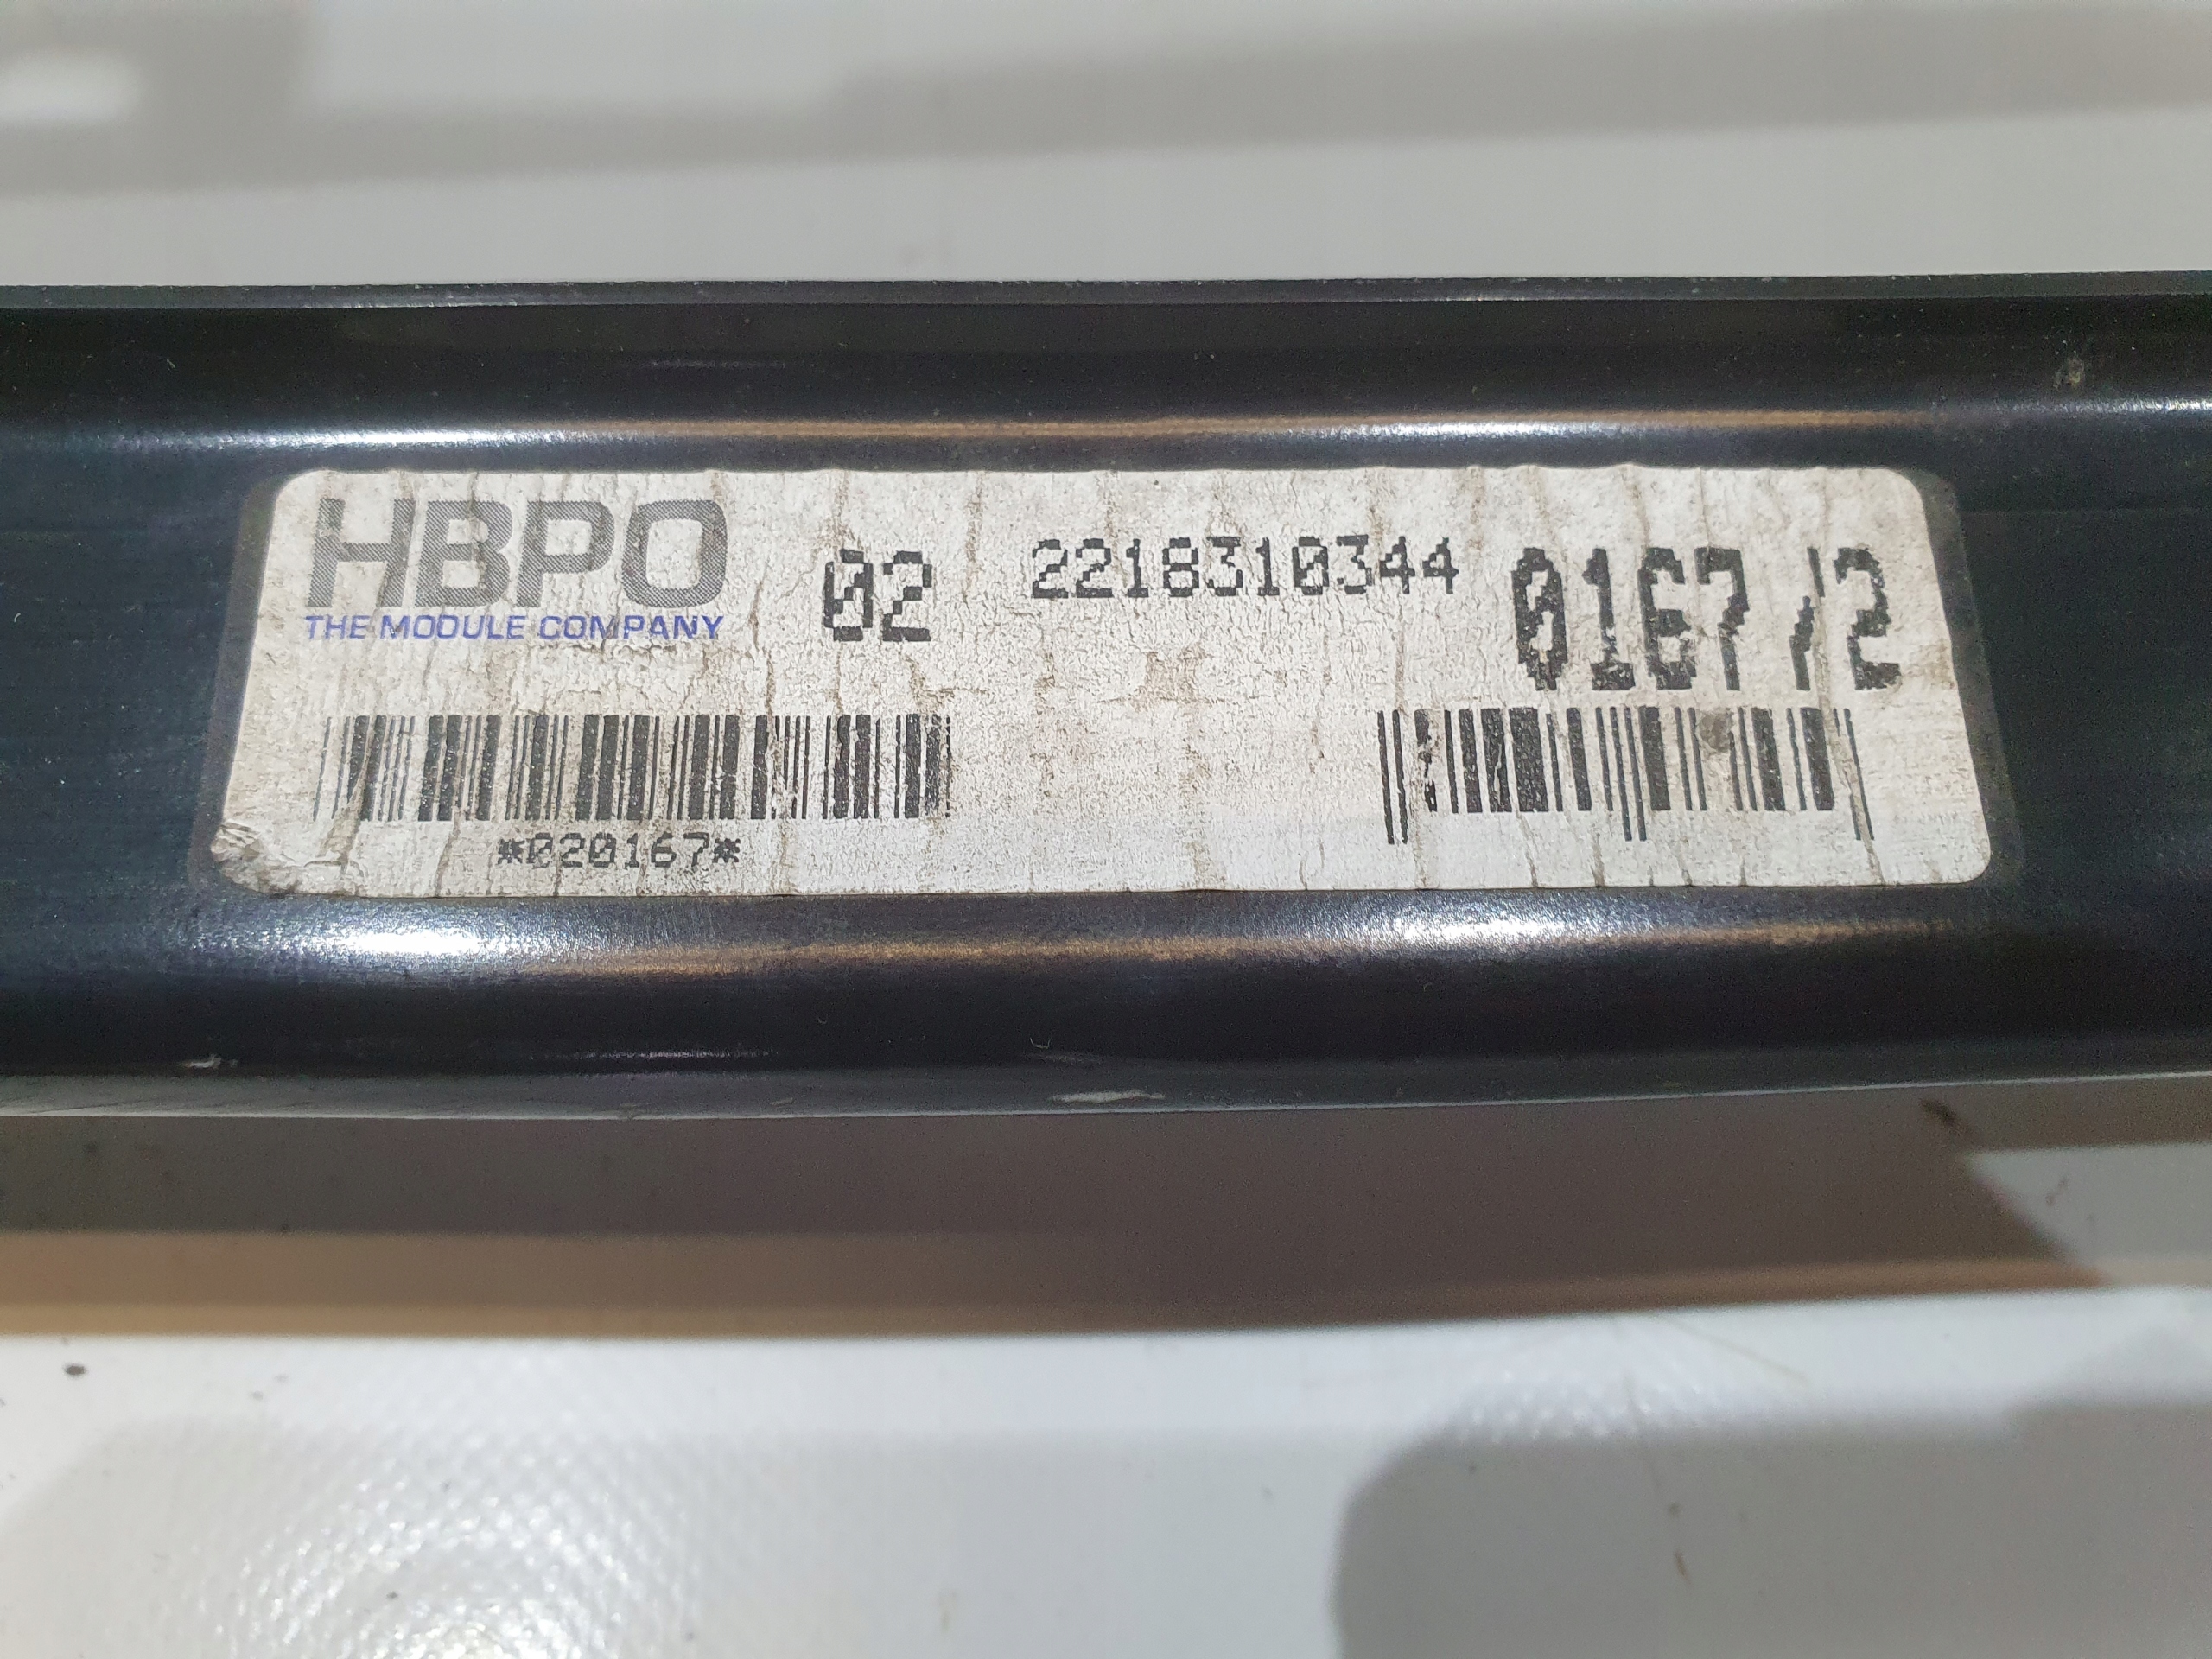 HBPO
THE MODULE COMPANY
02 2218310344 0167/2
*020167*